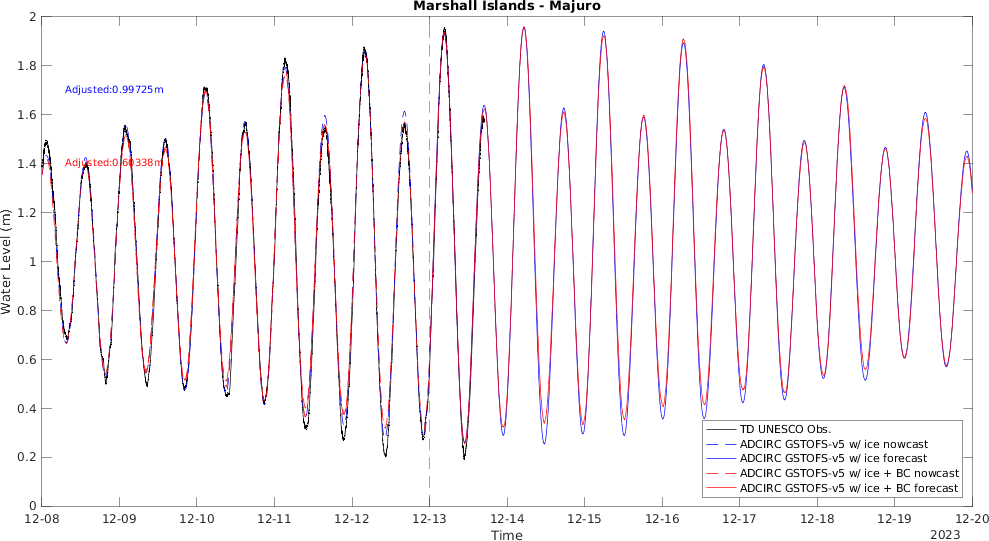 Marshall Islands - Majuro
2
1.8
1.6
1.4
1.2
1
0.8
0.6
0.4
0.2
0
Water Level (m)
Adjusted:0.99725m
Adjusted:0.60338m
TD UNESCO Obs.
ADCIRC GSTOFS-v5 w/ ice nowcast
ADCIRC GSTOFS-v5 w/ ice forecast
ADCIRC GSTOFS-v5 w/ ice + BC nowcast
ADCIRC GSTOFS-v5 w/ ice + BC forecast
12-08 12-09 12-10 12-11 12-12 12-13 12-14 12-15 12-16 12-17 12-18 12-19 12-20
Time
2023